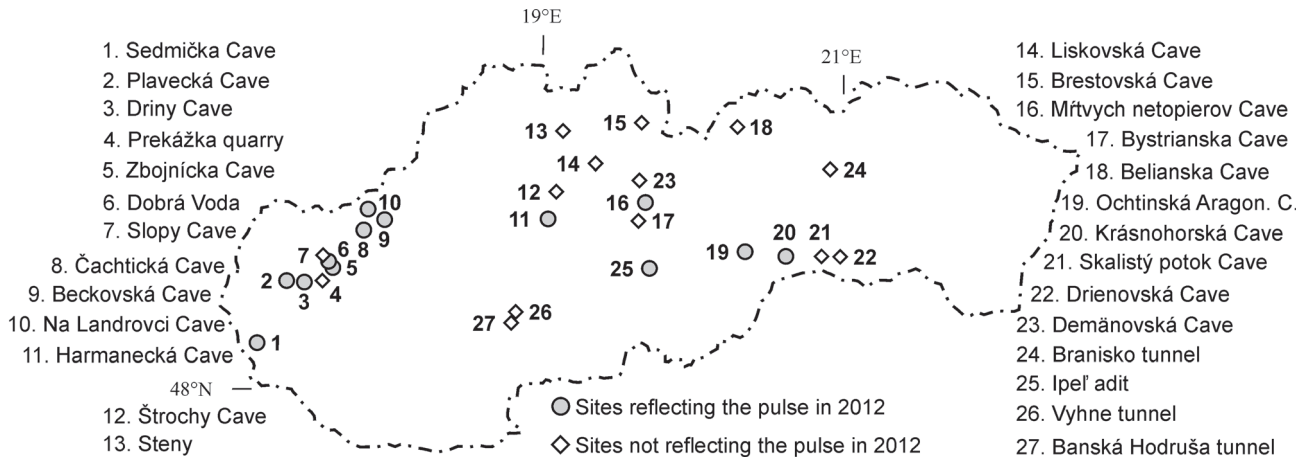 19°E
21°E
1. Sedmička Cave
2. Plavecká Cave
3. Driny Cave
4. Prekážka quarry
5. Zbojnícka Cave
6. Dobrá Voda
7. Slopy Cave
8. Čachtická Cave
9. Beckovská Cave
10. Na Landrovci Cave
11. Harmanecká Cave
48°N
12. Štrochy Cave
13. Steny
13
15
18
14
12
23
24
16
10
11
17
9
8
7
6
5
19
20
21
22
25
2
3
4
26
27
1
Sites reflecting the pulse in 2012
Sites not reflecting the pulse in 2012
14. Liskovská Cave
15. Brestovská Cave
16. Mŕtvych netopierov Cave
17. Bystrianska Cave
18. Belianska Cave
19. Ochtinská Aragon. C.
20. Krásnohorská Cave
21. Skalistý potok Cave
22. Drienovská Cave
23. Demänovská Cave
24. Branisko tunnel
25. Ipeľ adit
26. Vyhne tunnel
27. Banská Hodruša tunnel